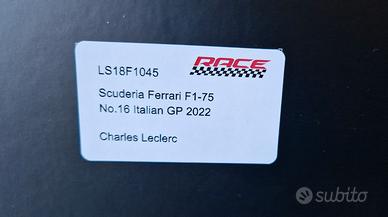 RACE
LS18F1045
Scuderia Ferrari F1-75
No.16 Italian GP 2022
Charles Leclerc
subito